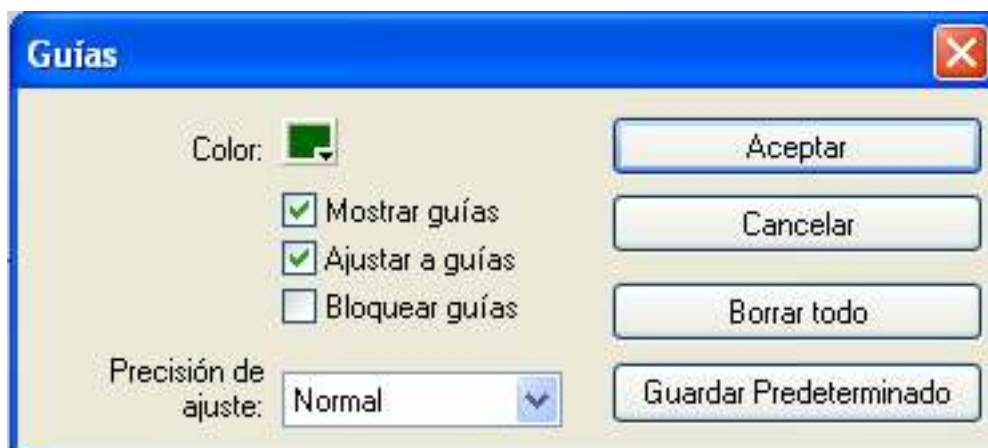 Guías
Color:
Aceptar
Mostrar guías
Cancelar
Ajustar a guías
Bloquear guías
Borrar todo
Precisión de
ajuste:
Normal
Guardar Predeterminado